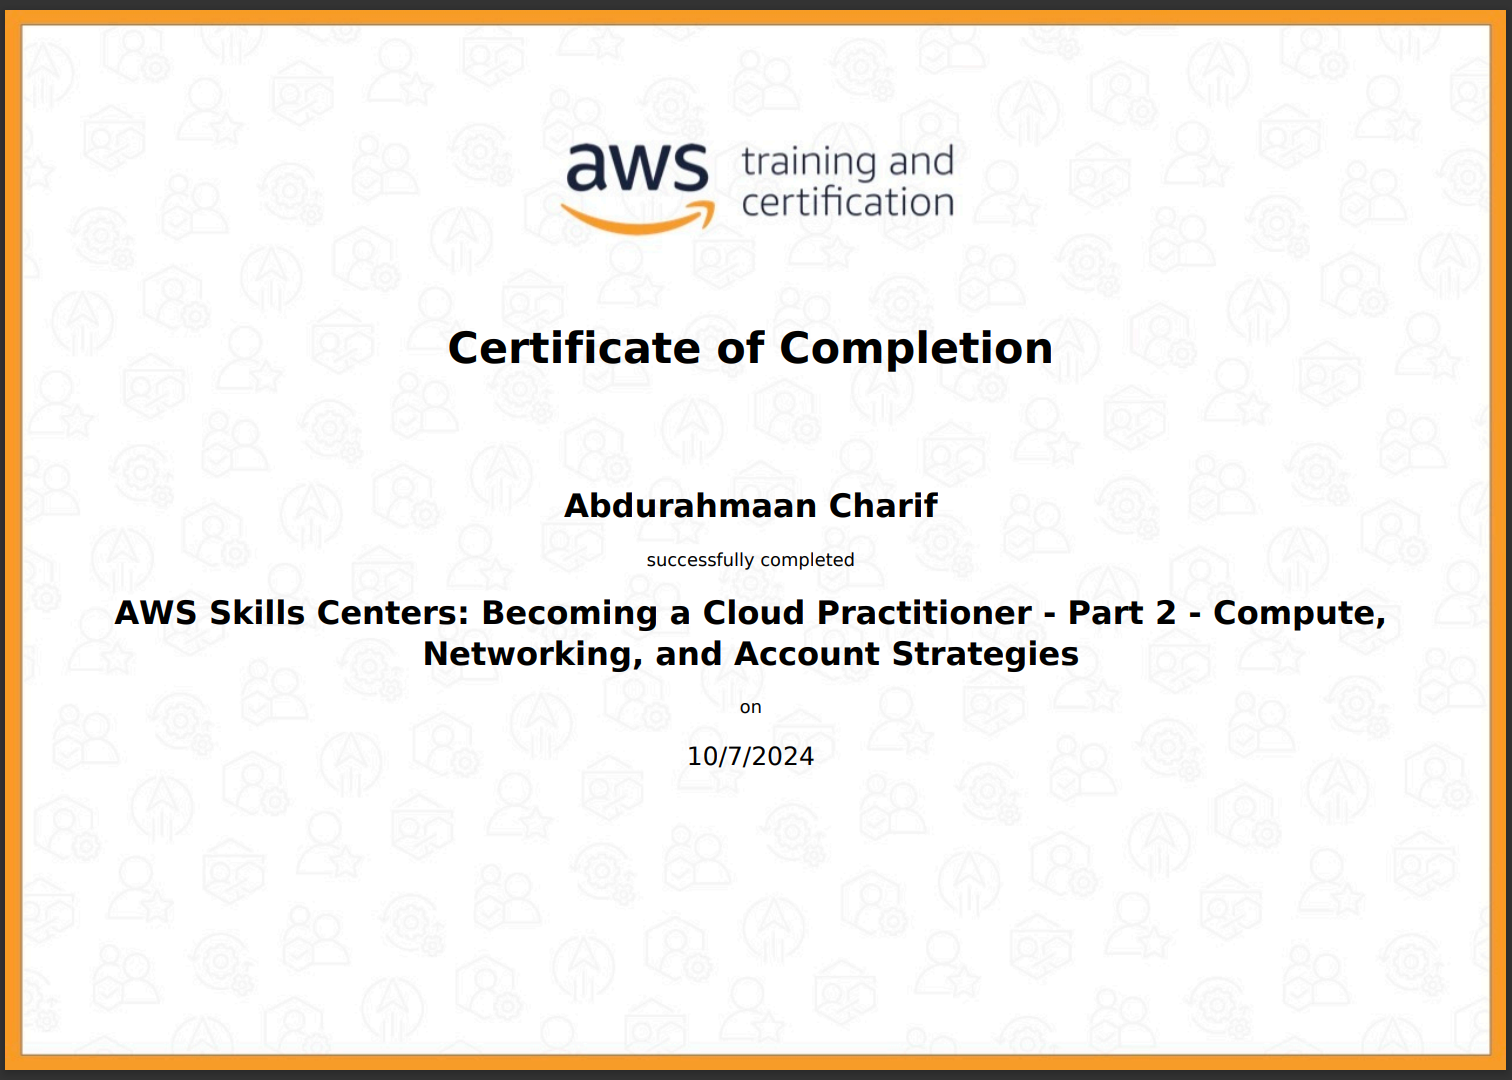 aws training and
certification
Certificate of Completion
Abdurahmaan Charif
successfully completed
AWS Skills Centers: Becoming a Cloud Practitioner - Part 2 - Compute,
Networking, and Account Strategies
on
10/7/2024